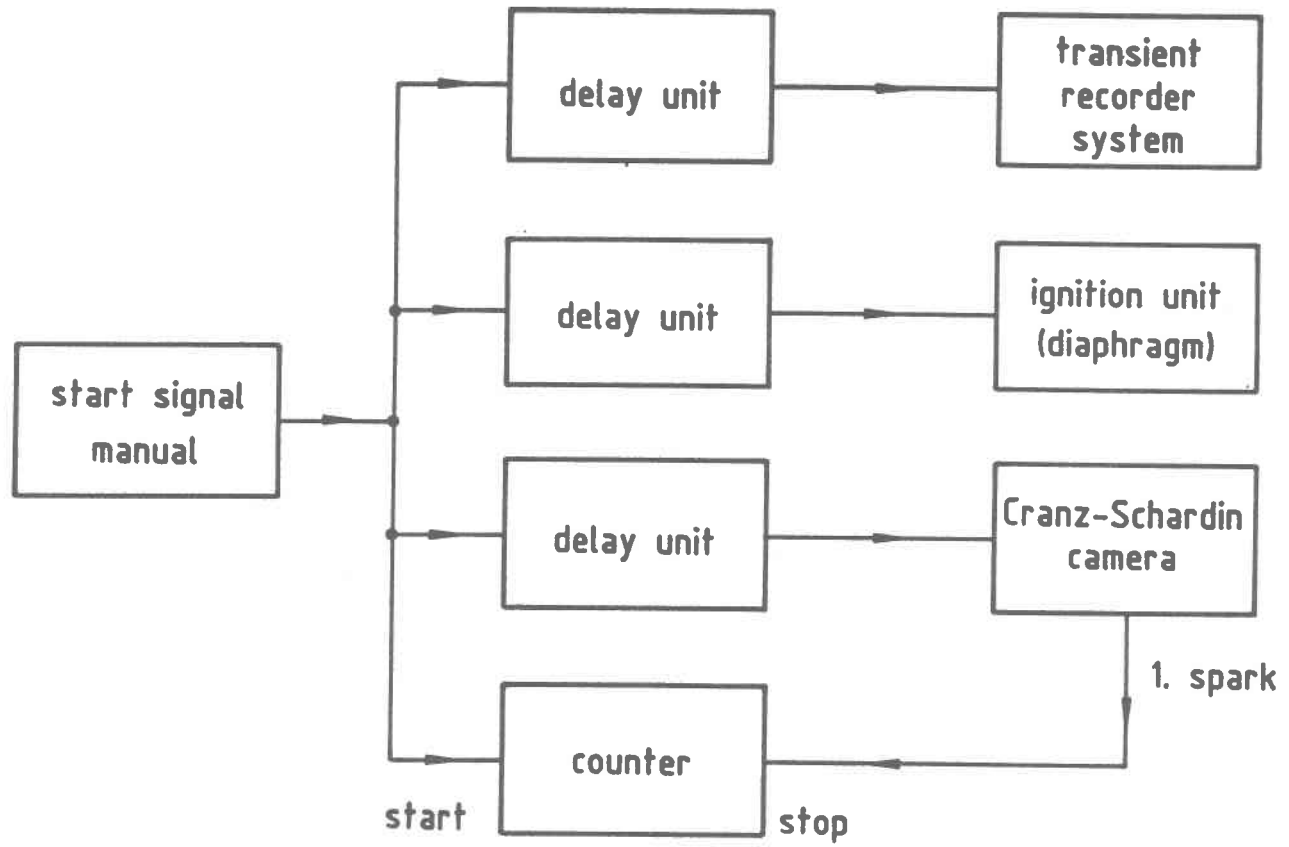 delay unit
transient
recorder
system
delay unit
ignition unit
(diaphragm)
start signal
manual
delay unit
Cranz-Schardin
camera
1. spark
counter
start
stop